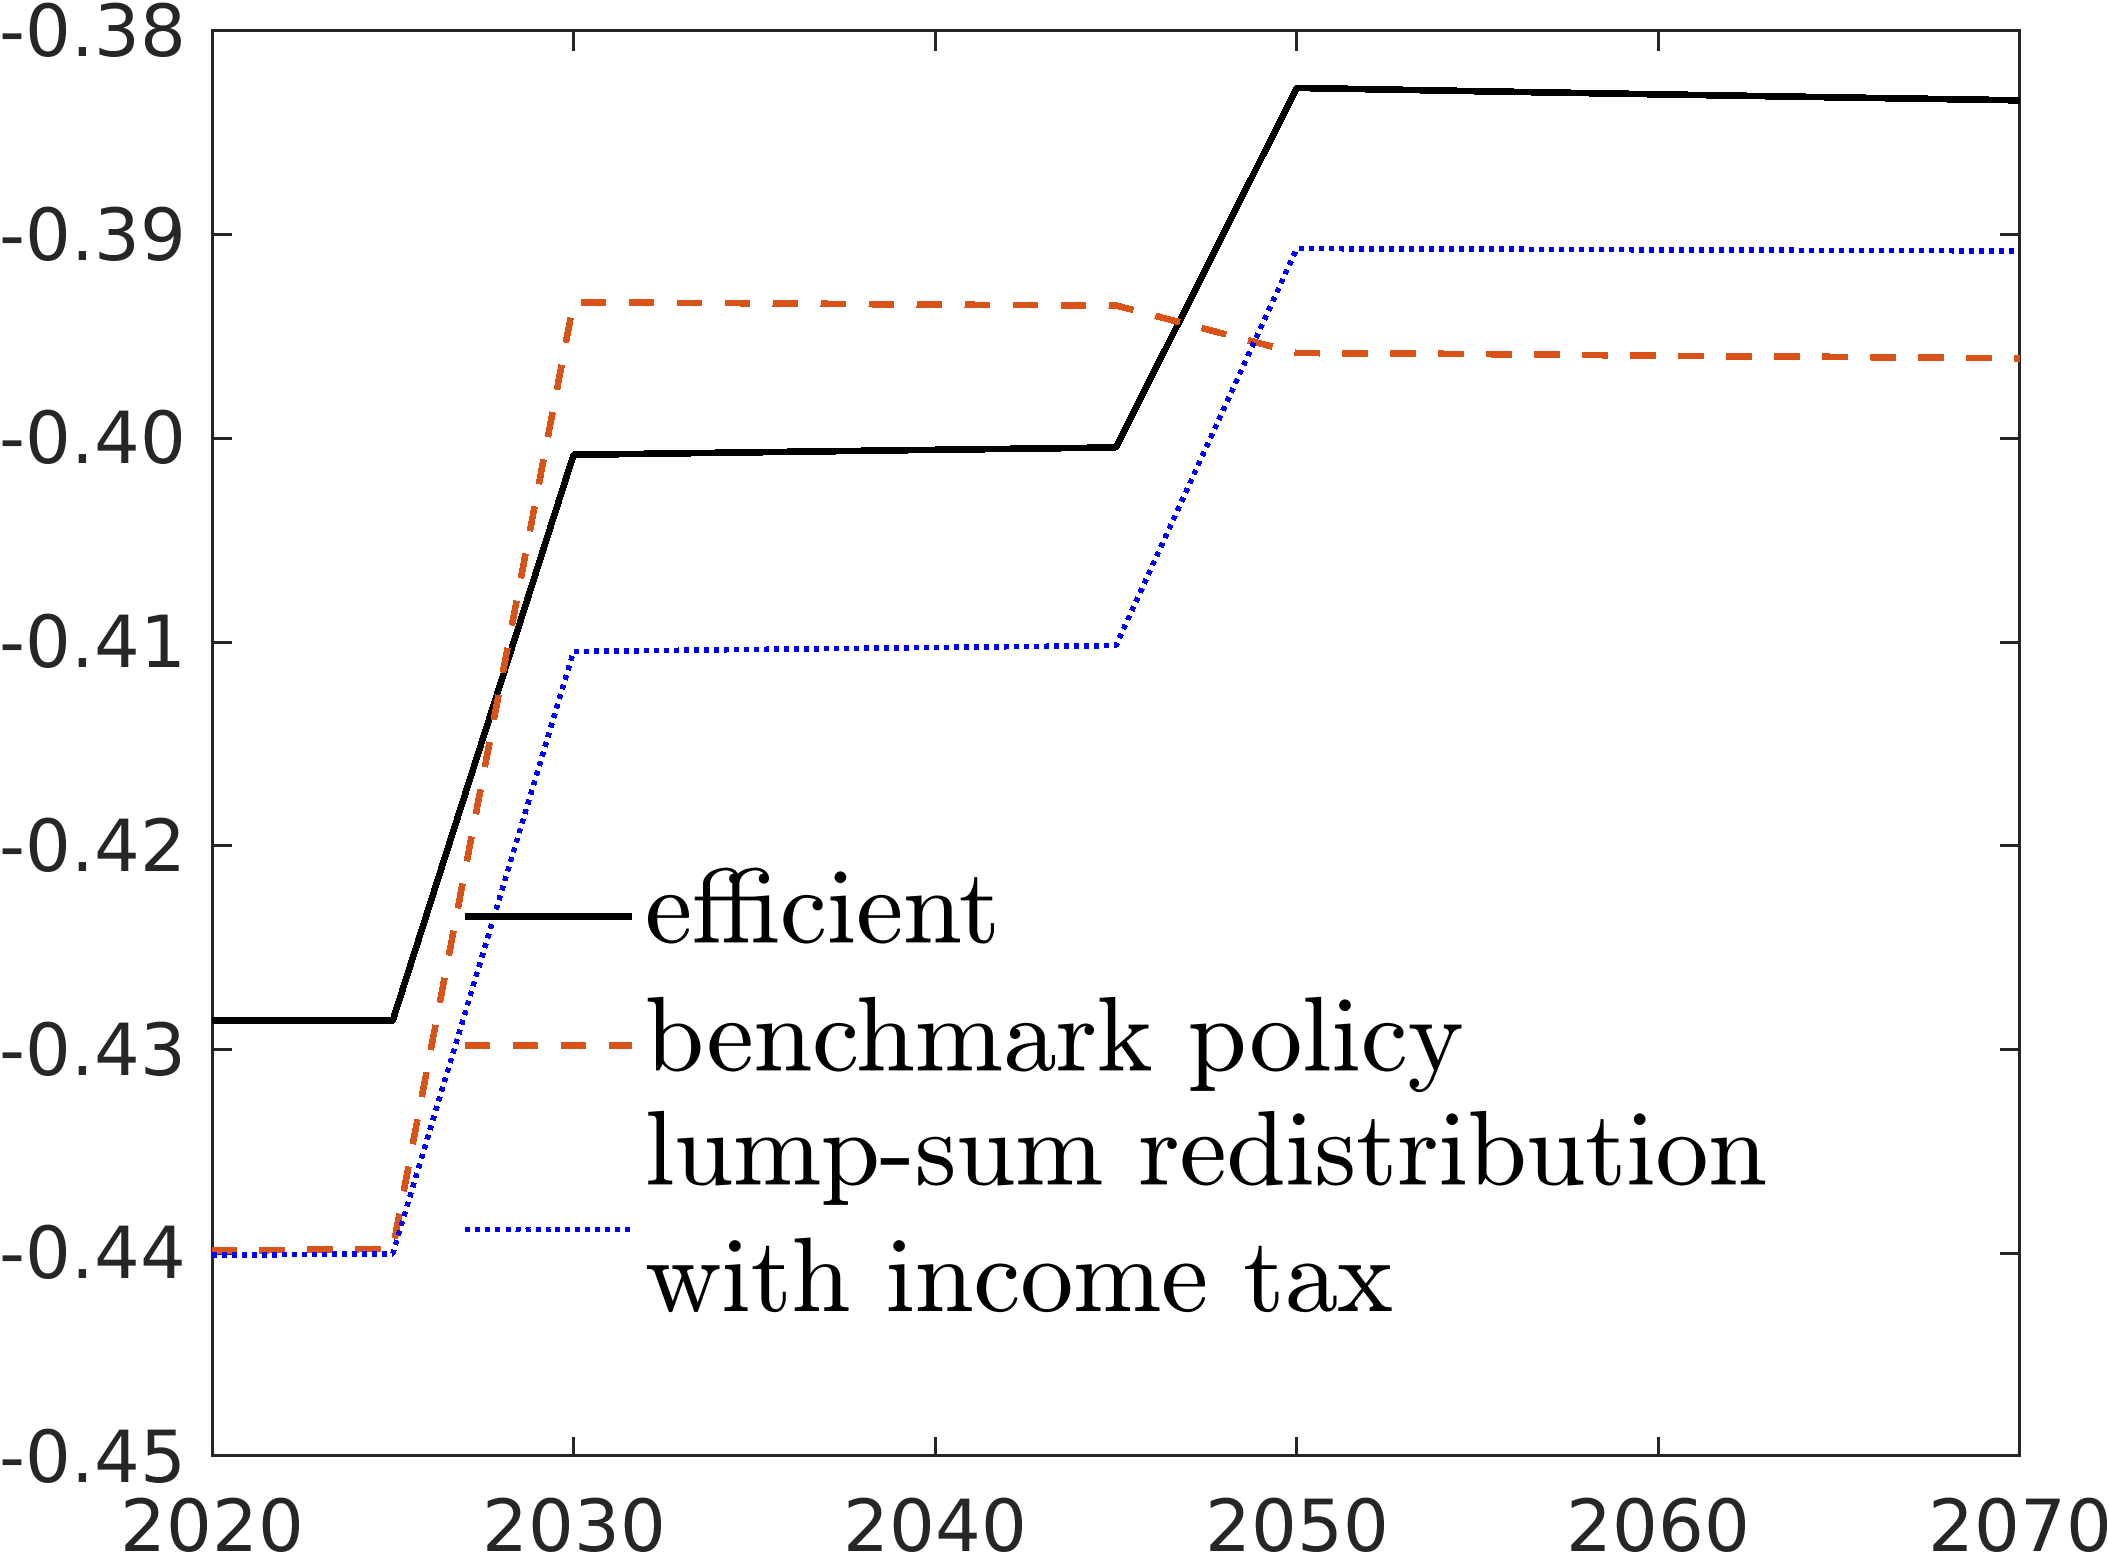 -0.38
-0.39
-0.40
-0.41
-0.42
-0.43
-0.44
-0.45
efficient
benchmark policy
lump-sum redistribution
with income tax
2020 2030 2040 2050 2060 2070